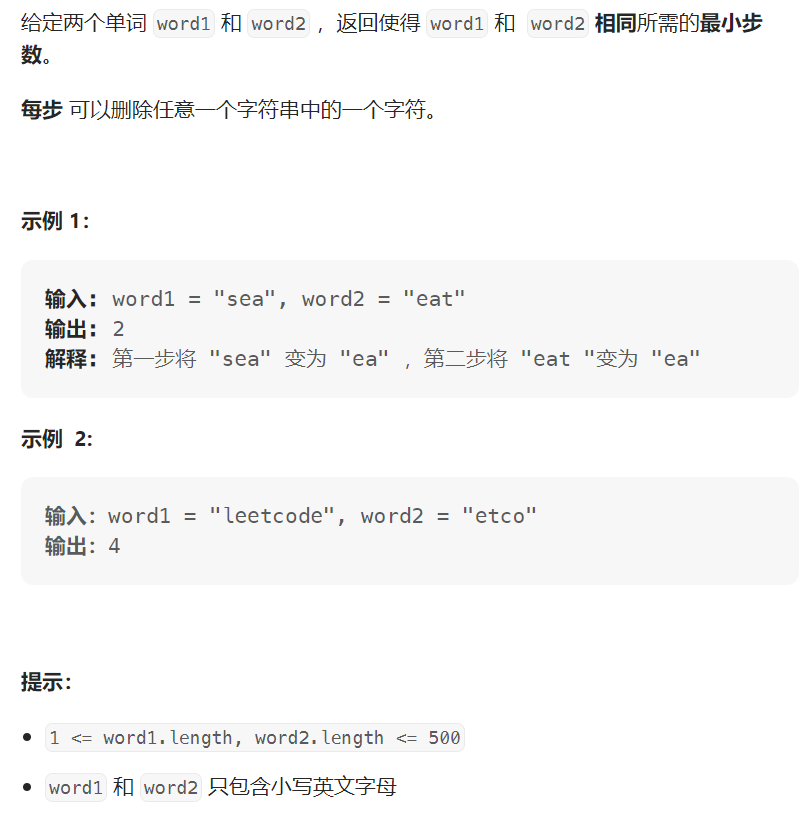 给定两个单词 word1 和 word2 ，返回使得 word1 和 word2 相同所需的最小步
数。
每步 可以删除任意一个字符串中的一个字符。
示例 1：
输入: word1 = "sea", word2 = "eat"
输出: 2
解释: 第一步将 "sea" 变为 "ea" ，第二步将 "eat "变为 "ea"
示例 2:
输入：word1 = "leetcode", word2 = "etco"
输出：4
提示：
• 1 <= word1.length, word2.length <= 500
• word1 和 word2 只包含小写英文字母